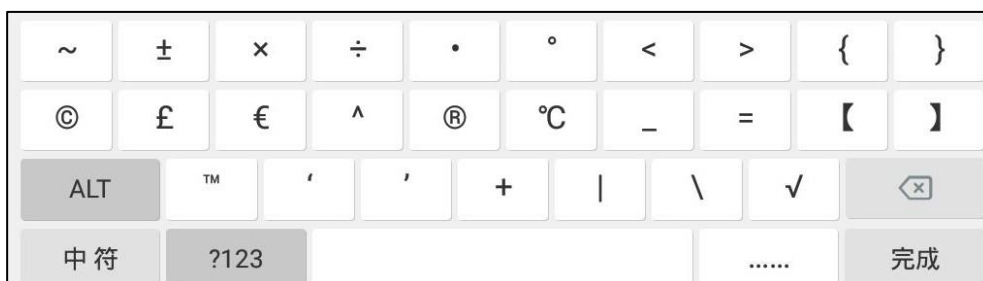 ~ ± × ÷ • ° < > { }
© £ € ^ ® ℃ _ = 【 】
ALT ™ ‘ ’ + | \ √
中符 ?123 …… 完成